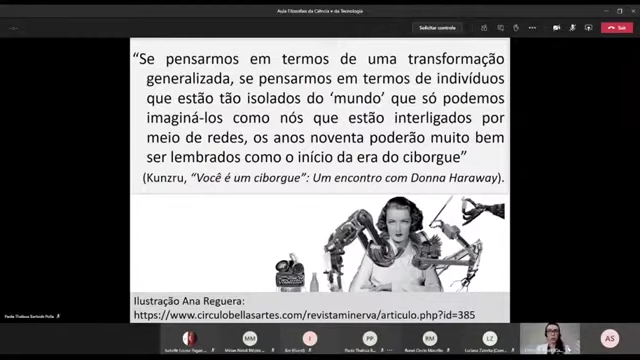 Aula Filosofias da Ciência e da Tecnologia
Solicitar controle
Sair
“Se pensarmos em termos de uma transformação
generalizada, se pensarmos em termos de indivíduos
que estão tão isolados do ‘mundo’ que só podemos
imaginá-los como nós que estão interligados por
meio de redes, os anos noventa poderão muito bem
ser lembrados como o início da era do ciborgue”
(Kunzru, “Você é um ciborgue”: Um encontro com Donna Haraway).
Ilustração Ana Reguera:
https://www.circulobellasartes.com/revistaminerva/articulo.php?id=385
MM
I
PP
RM
LZ
AS